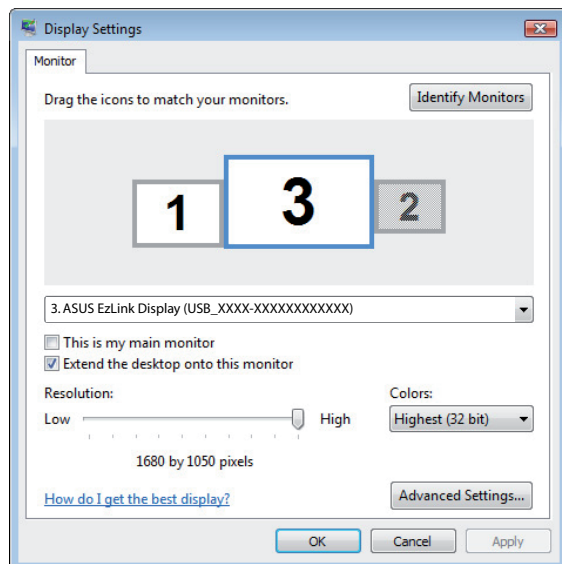 Display Settings
Monitor
Drag the icons to match your monitors.
Identify Monitors
1
3
2
3. ASUS EzLink Display (USB_XXXX-XXXXXXXXXXXX)
This is my main monitor
Extend the desktop onto this monitor
Resolution:
Colors:
Low
High
Highest (32 bit)
1680 by 1050 pixels
How do I get the best display?
Advanced Settings...
OK
Cancel
Apply